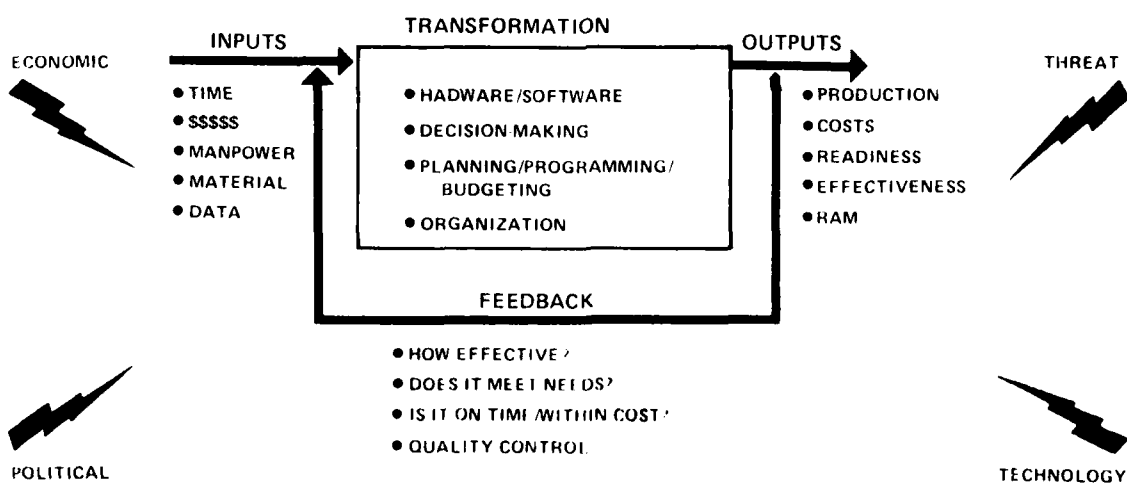 TRANSFORMATION
INPUTS
OUTPUTS
ECONOMIC
THREAT
• TIME
• $$$$$
• MANPOWER
• MATERIAL
• DATA
• HADWARE/SOFTWARE
• DECISION-MAKING
• PLANNING/PROGRAMMING/
BUDGETING
• ORGANIZATION
• PRODUCTION
• COSTS
• READINESS
• EFFECTIVENESS
• RAM
FEEDBACK
• HOW EFFECTIVE?
• DOES IT MEET NEEDS?
• IS IT ON TIME/WITHIN COST?
• QUALITY CONTROL
POLITICAL
TECHNOLOGY